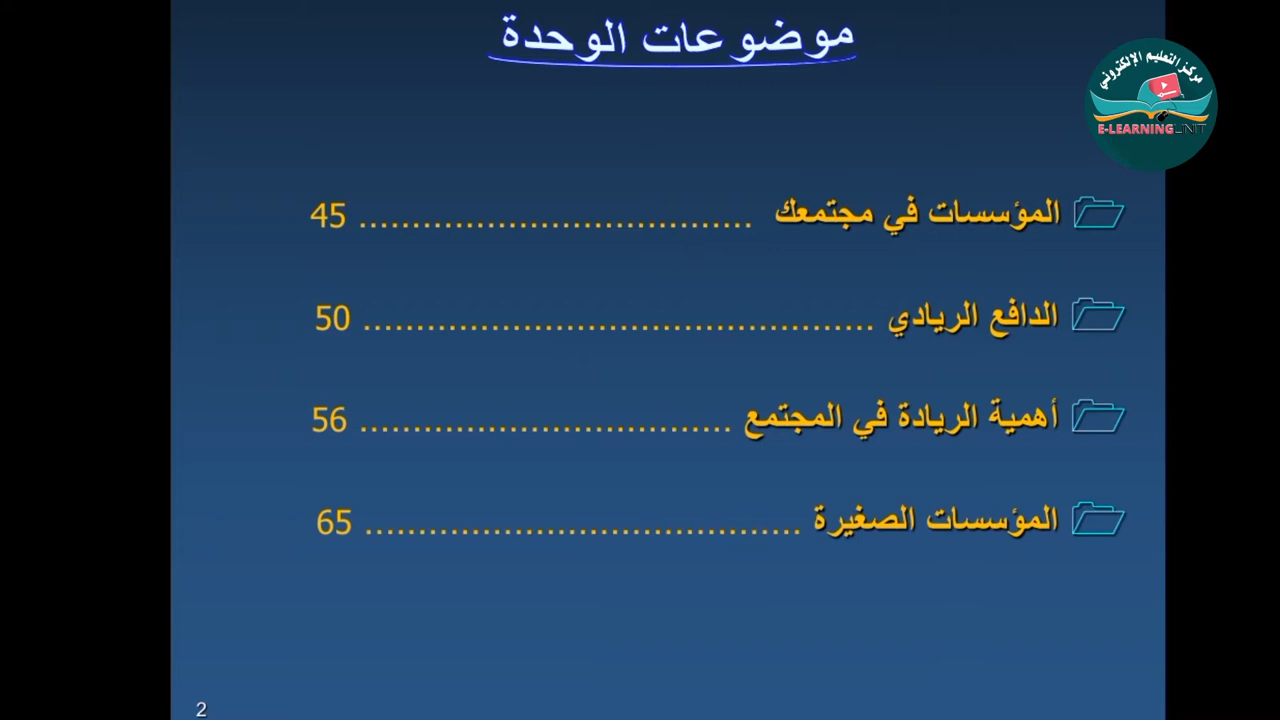 موضوعات الوحدة
مركز التعليم الإلكتروني
E-LEARNING UNIT
المؤسسات في مجتمعك ..................................... 45
الدافع الريادي ................................................ 50
أهمية الريادة في المجتمع ................................... 56
المؤسسات الصغيرة ......................................... 65
2